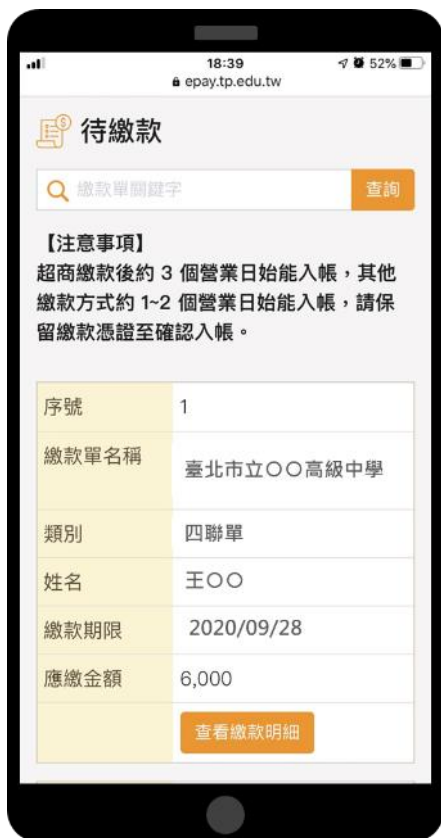 18:39
52%
epay.tp.edu.tw
待繳款
繳款單關鍵字
查詢
【注意事項】
超商繳款後約 3 個營業日始能入帳，其他
繳款方式約 1~2 個營業日始能入帳，請保
留繳款憑證至確認入帳。
序號 1
繳款單名稱 臺北市立○○高級中學
類別 四聯單
姓名 王○○
繳款期限 2020/09/28
應繳金額 6,000
查看繳款明細